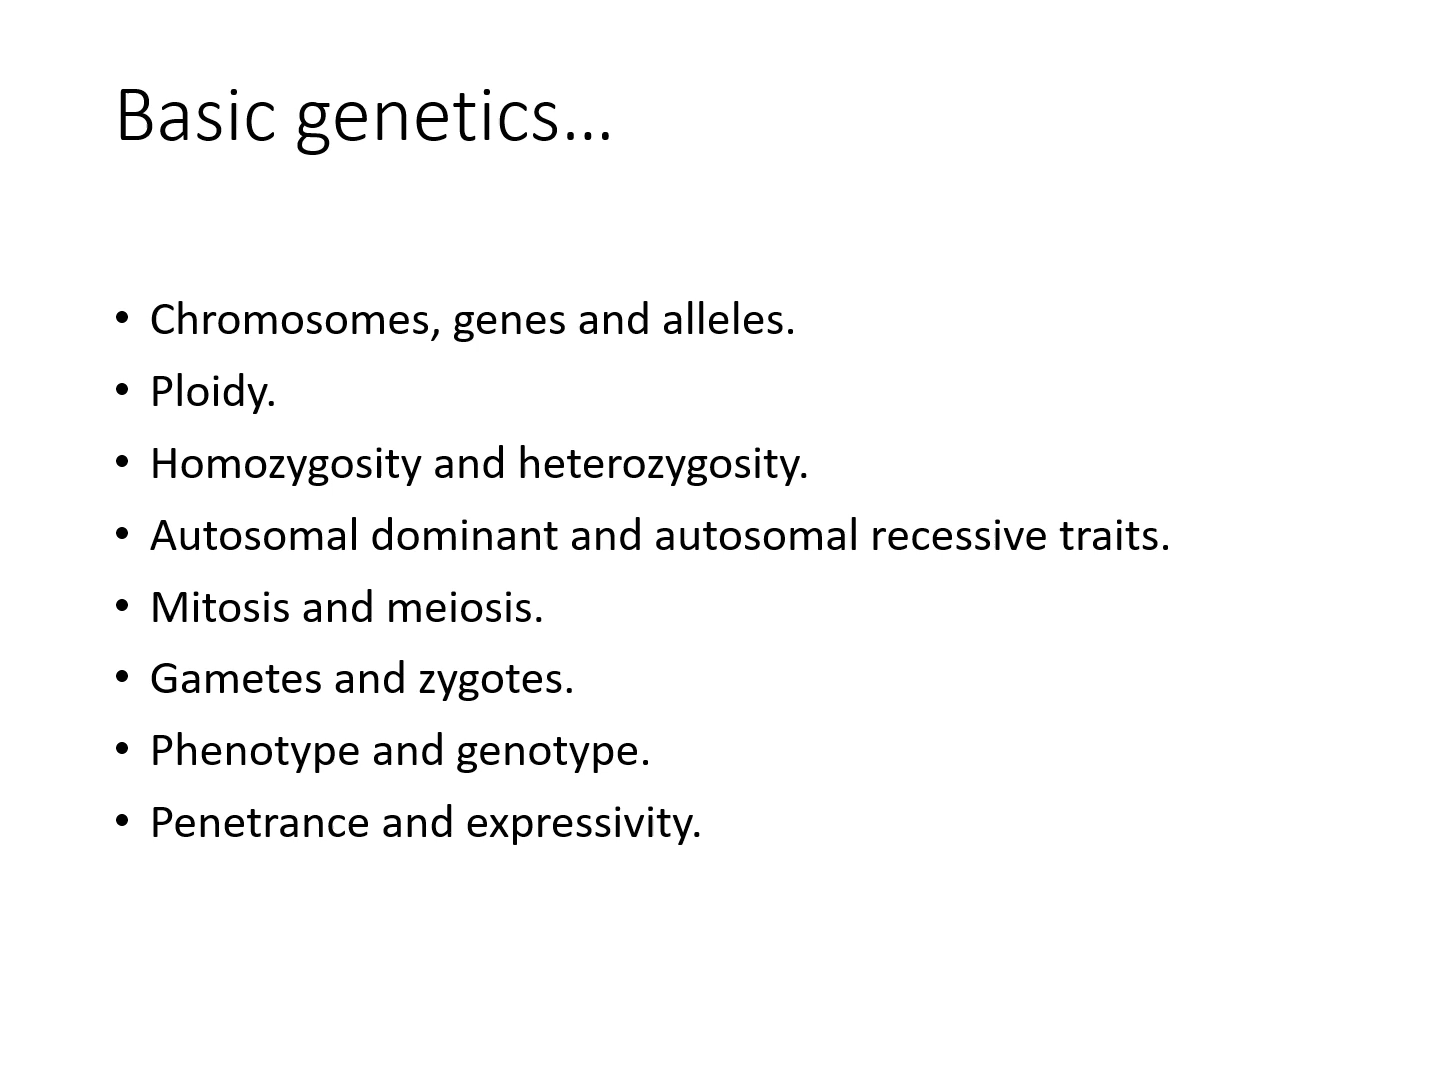 Basic genetics…
• Chromosomes, genes and alleles.
• Ploidy.
• Homozygosity and heterozygosity.
• Autosomal dominant and autosomal recessive traits.
• Mitosis and meiosis.
• Gametes and zygotes.
• Phenotype and genotype.
• Penetrance and expressivity.